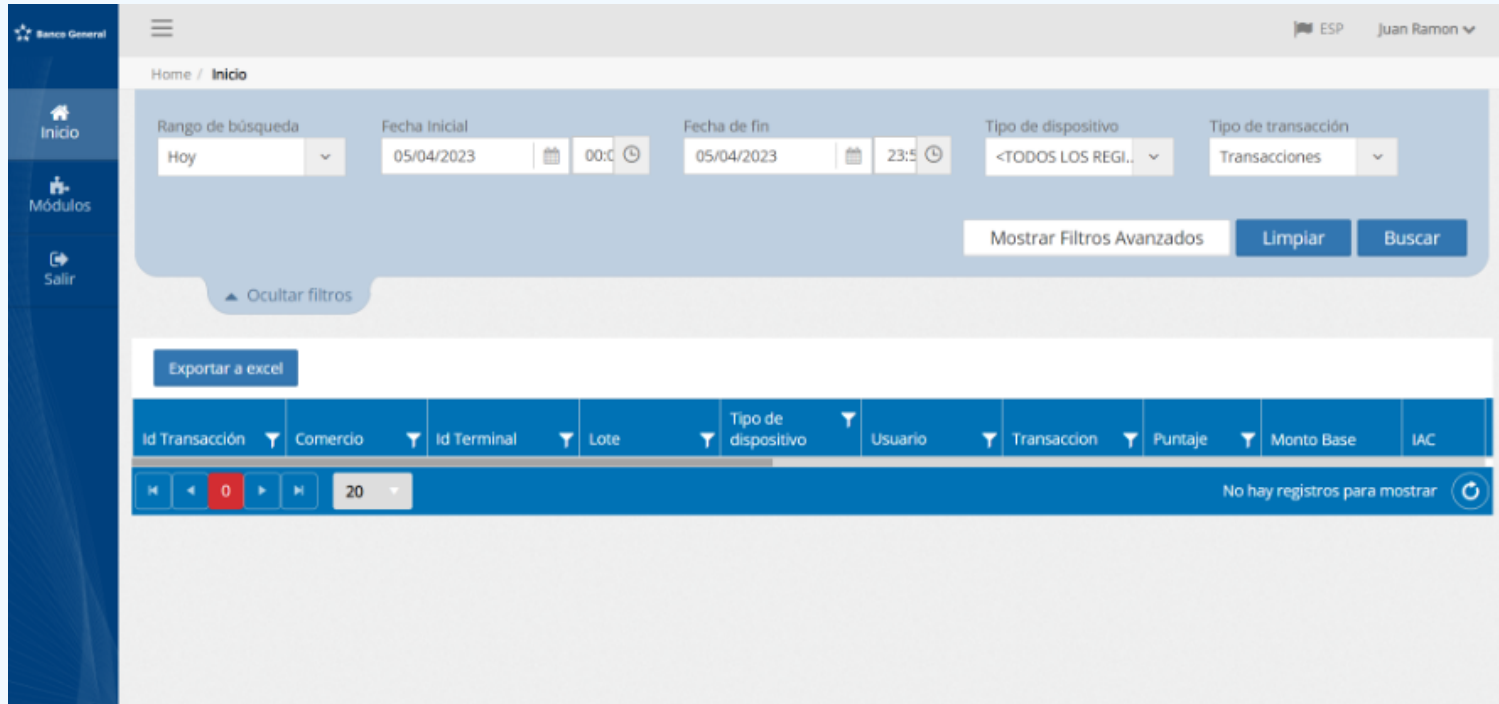 Banco General
ESP
Juan Ramon
Home / Inicio
Inicio
Módulos
Salir
Rango de búsqueda
Fecha Inicial
Fecha de fin
Tipo de dispositivo
Tipo de transacción
Hoy
05/04/2023
05/04/2023
23:5
<TODOS LOS REGI..
Transacciones
Mostrar Filtros Avanzados
Limpiar
Buscar
Ocultar filtros
Exportar a excel
Id Transacción
Comercio
Id Terminal
Lote
Tipo de
dispositivo
Usuario
Transaccion
Puntaje
Monto Base
IAC
0
20
No hay registros para mostrar